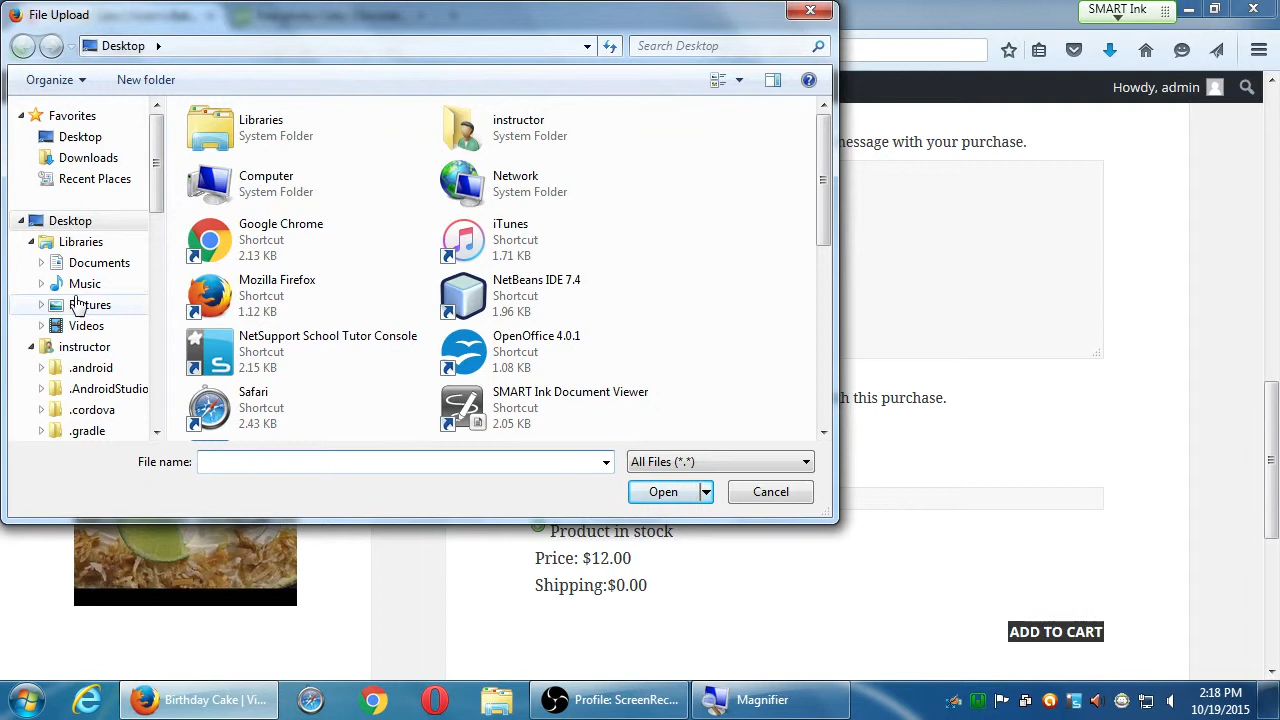 File Upload
SMART Ink
Desktop
Search Desktop
Organize
New folder
Howdy, admin
Favorites
Desktop
Downloads
Recent Places
Desktop
Libraries
Documents
Music
Pictures
Videos
instructor
.android
.AndroidStudio
.cordova
.gradle
Libraries
System Folder
instructor
System Folder
Computer
System Folder
Network
System Folder
Google Chrome
Shortcut
2.13 KB
iTunes
Shortcut
1.71 KB
Mozilla Firefox
Shortcut
1.12 KB
NetBeans IDE 7.4
Shortcut
1.96 KB
NetSupport School Tutor Console
Shortcut
2.15 KB
OpenOffice 4.0.1
Shortcut
1.08 KB
Safari
Shortcut
2.43 KB
SMART Ink Document Viewer
Shortcut
2.05 KB
File name:
All Files (*.*)
Open
Cancel
message with your purchase.
this purchase.
Product in stock
Price: $12.00
Shipping:$0.00
ADD TO CART
Birthday Cake | Vi...
Profile: ScreenRec...
Magnifier
2:18 PM
10/19/2015